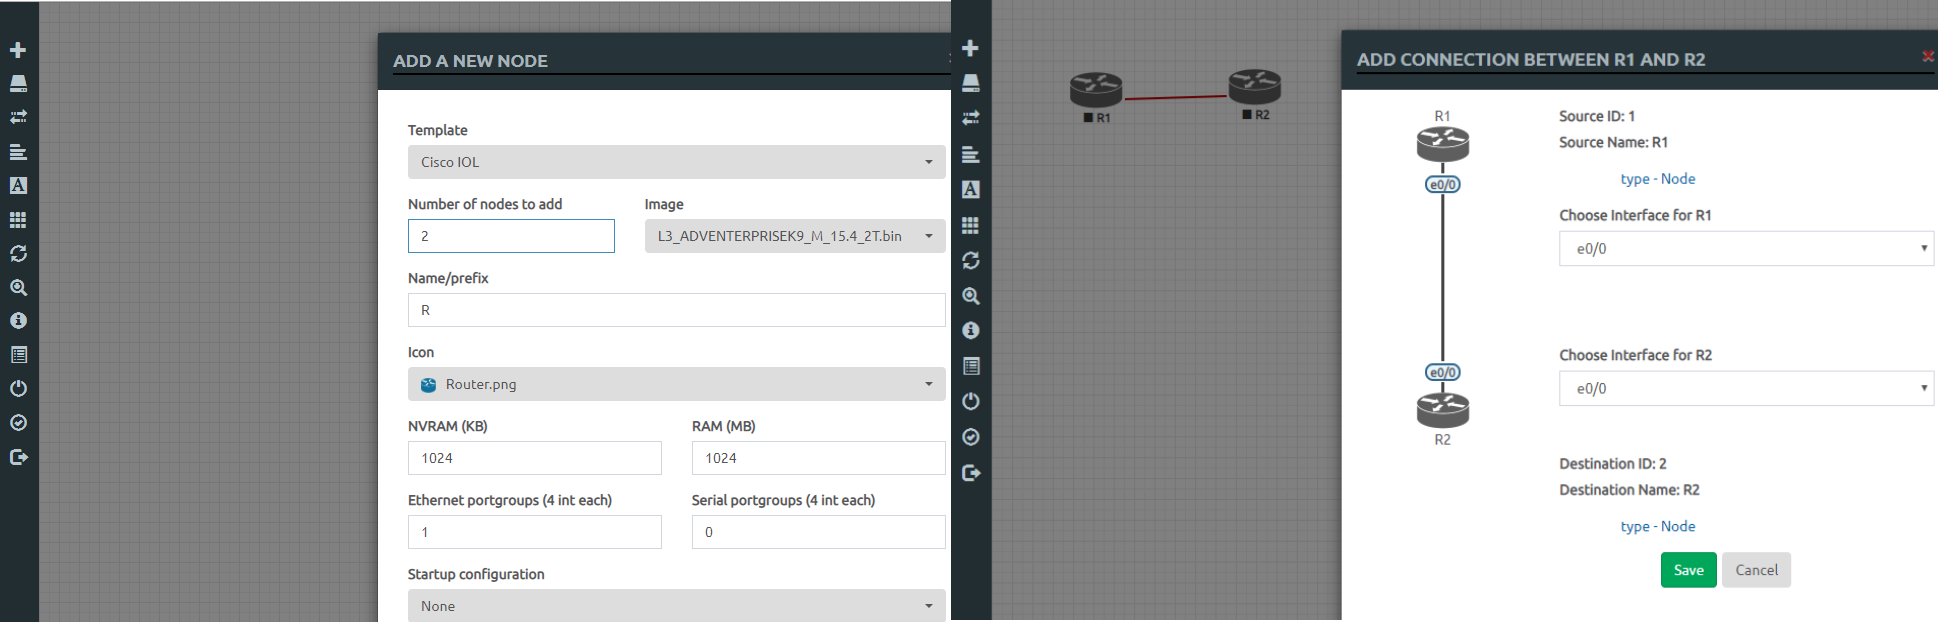 ADD A NEW NODE
Template
Cisco IOL
Number of nodes to add
Image
2
L3_ADVENTERPRISEK9_M_15.4_2T.bin
Name/prefix
R
Icon
Router.png
NVRAM (KB)
RAM (MB)
1024
1024
Ethernet portgroups (4 int each)
Serial portgroups (4 int each)
1
0
Startup configuration
None
A
A
R1
R2
ADD CONNECTION BETWEEN R1 AND R2
R1
e0/0
e0/0
R2
Source ID: 1
Source Name: R1
type - Node
Choose Interface for R1
e0/0
Choose Interface for R2
e0/0
Destination ID: 2
Destination Name: R2
type - Node
Save
Cancel